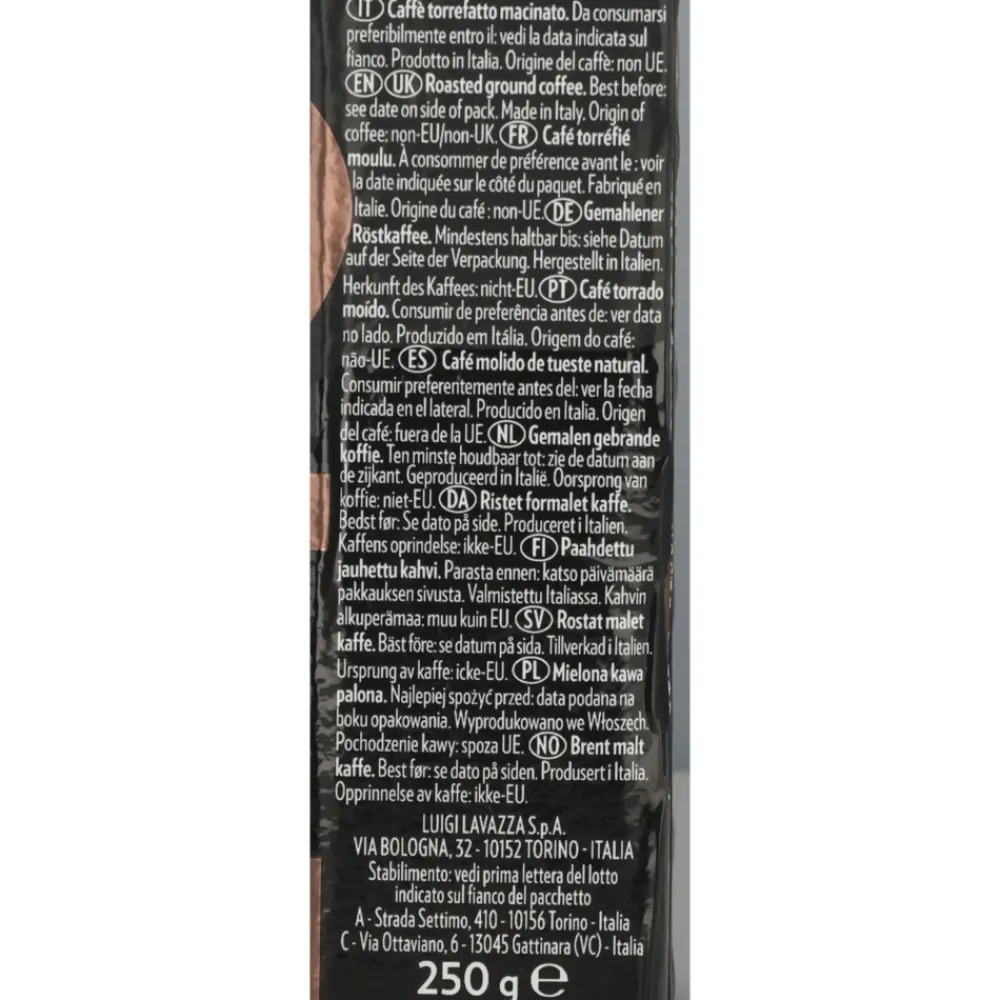 IT Caffè torrefatto macinato. Da consumarsi
preferibilmente entro il: vedi la data indicata sul
fianco. Prodotto in Italia. Origine del caffè: non UE.
EN UK Roasted ground coffee. Best before:
see date on side of pack. Made in Italy. Origin of
coffee: non-EU/non-UK. FR Café torréfié
moulu. À consommer de préférence avant le : voir
la date indiquée sur le côté du paquet. Fabriqué en
Italie. Origine du café : non-UE. DE Gemahlener
Röstkaffee. Mindestens haltbar bis: siehe Datum
auf der Seite der Verpackung. Hergestellt in Italien.
Herkunft des Kaffees: nicht-EU. PT Café torrado
moído. Consumir de preferência antes de: ver data
no lado. Produzido em Itália. Origem do café:
não-UE. ES Café molido de tueste natural.
Consumir preferentemente antes del: ver la fecha
indicada en el lateral. Producido en Italia. Origen
del café: fuera de la UE. NL Gemalen gebrande
koffie. Ten minste houdbaar tot: zie de datum aan
de zijkant. Geproduceerd in Italië. Oorsprong van
koffie: niet-EU. DA Ristet formalet kaffe.
Bedst før: Se dato på side. Produceret i Italien.
Kaffens oprindelse: ikke-EU. FI Paahdettu
jauhettu kahvi. Parasta ennen: katso päivämäärä
pakkauksen sivusta. Valmistettu Italiassa. Kahvin
alkuperämaa: muu kuin EU. SV Rostat malet
kaffe. Bäst före: se datum på sida. Tillverkad i Italien.
Ursprung av kaffe: icke-EU. PL Mielona kawa
palona. Najlepiej spożyć przed: data podana na
boku opakowania. Wyprodukowano we Włoszech.
Pochodzenie kawy: spoza UE. NO Brent malt
kaffe. Best før: se dato på siden. Produsert i Italia.
Opprinnelse av kaffe: ikke-EU.
LUIGI LAVAZZA S.p.A.
VIA BOLOGNA, 32 - 10152 TORINO - ITALIA
Stabilimento: vedi prima lettera del lotto
indicato sul fianco del pacchetto
A - Strada Settimo, 410 - 10156 Torino - Italia
C - Via Ottaviano, 6 - 13045 Gattinara (VC) - Italia
250 g ℮